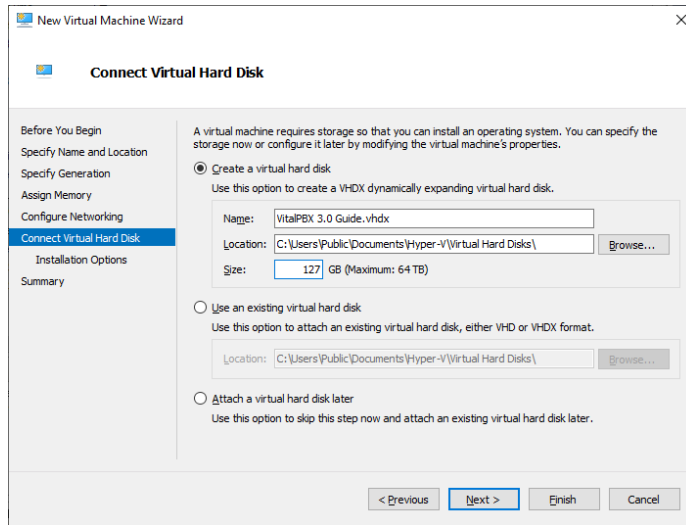 New Virtual Machine Wizard
Connect Virtual Hard Disk
Before You Begin
Specify Name and Location
Specify Generation
Assign Memory
Configure Networking
Connect Virtual Hard Disk
Installation Options
Summary
A virtual machine requires storage so that you can install an operating system. You can specify the
storage now or configure it later by modifying the virtual machine's properties.
Create a virtual hard disk
Use this option to create a VHDX dynamically expanding virtual hard disk.
Name: VitalPBX 3.0 Guide.vhdx
Location: C:\Users\Public\Documents\Hyper-V\Virtual Hard Disks\ Browse...
Size: 127 GB (Maximum: 64 TB)
Use an existing virtual hard disk
Use this option to attach an existing virtual hard disk, either VHD or VHDX format.
Location: C:\Users\Public\Documents\Hyper-V\Virtual Hard Disks\ Browse...
Attach a virtual hard disk later
Use this option to skip this step now and attach an existing virtual hard disk later.
< Previous Next > Finish Cancel